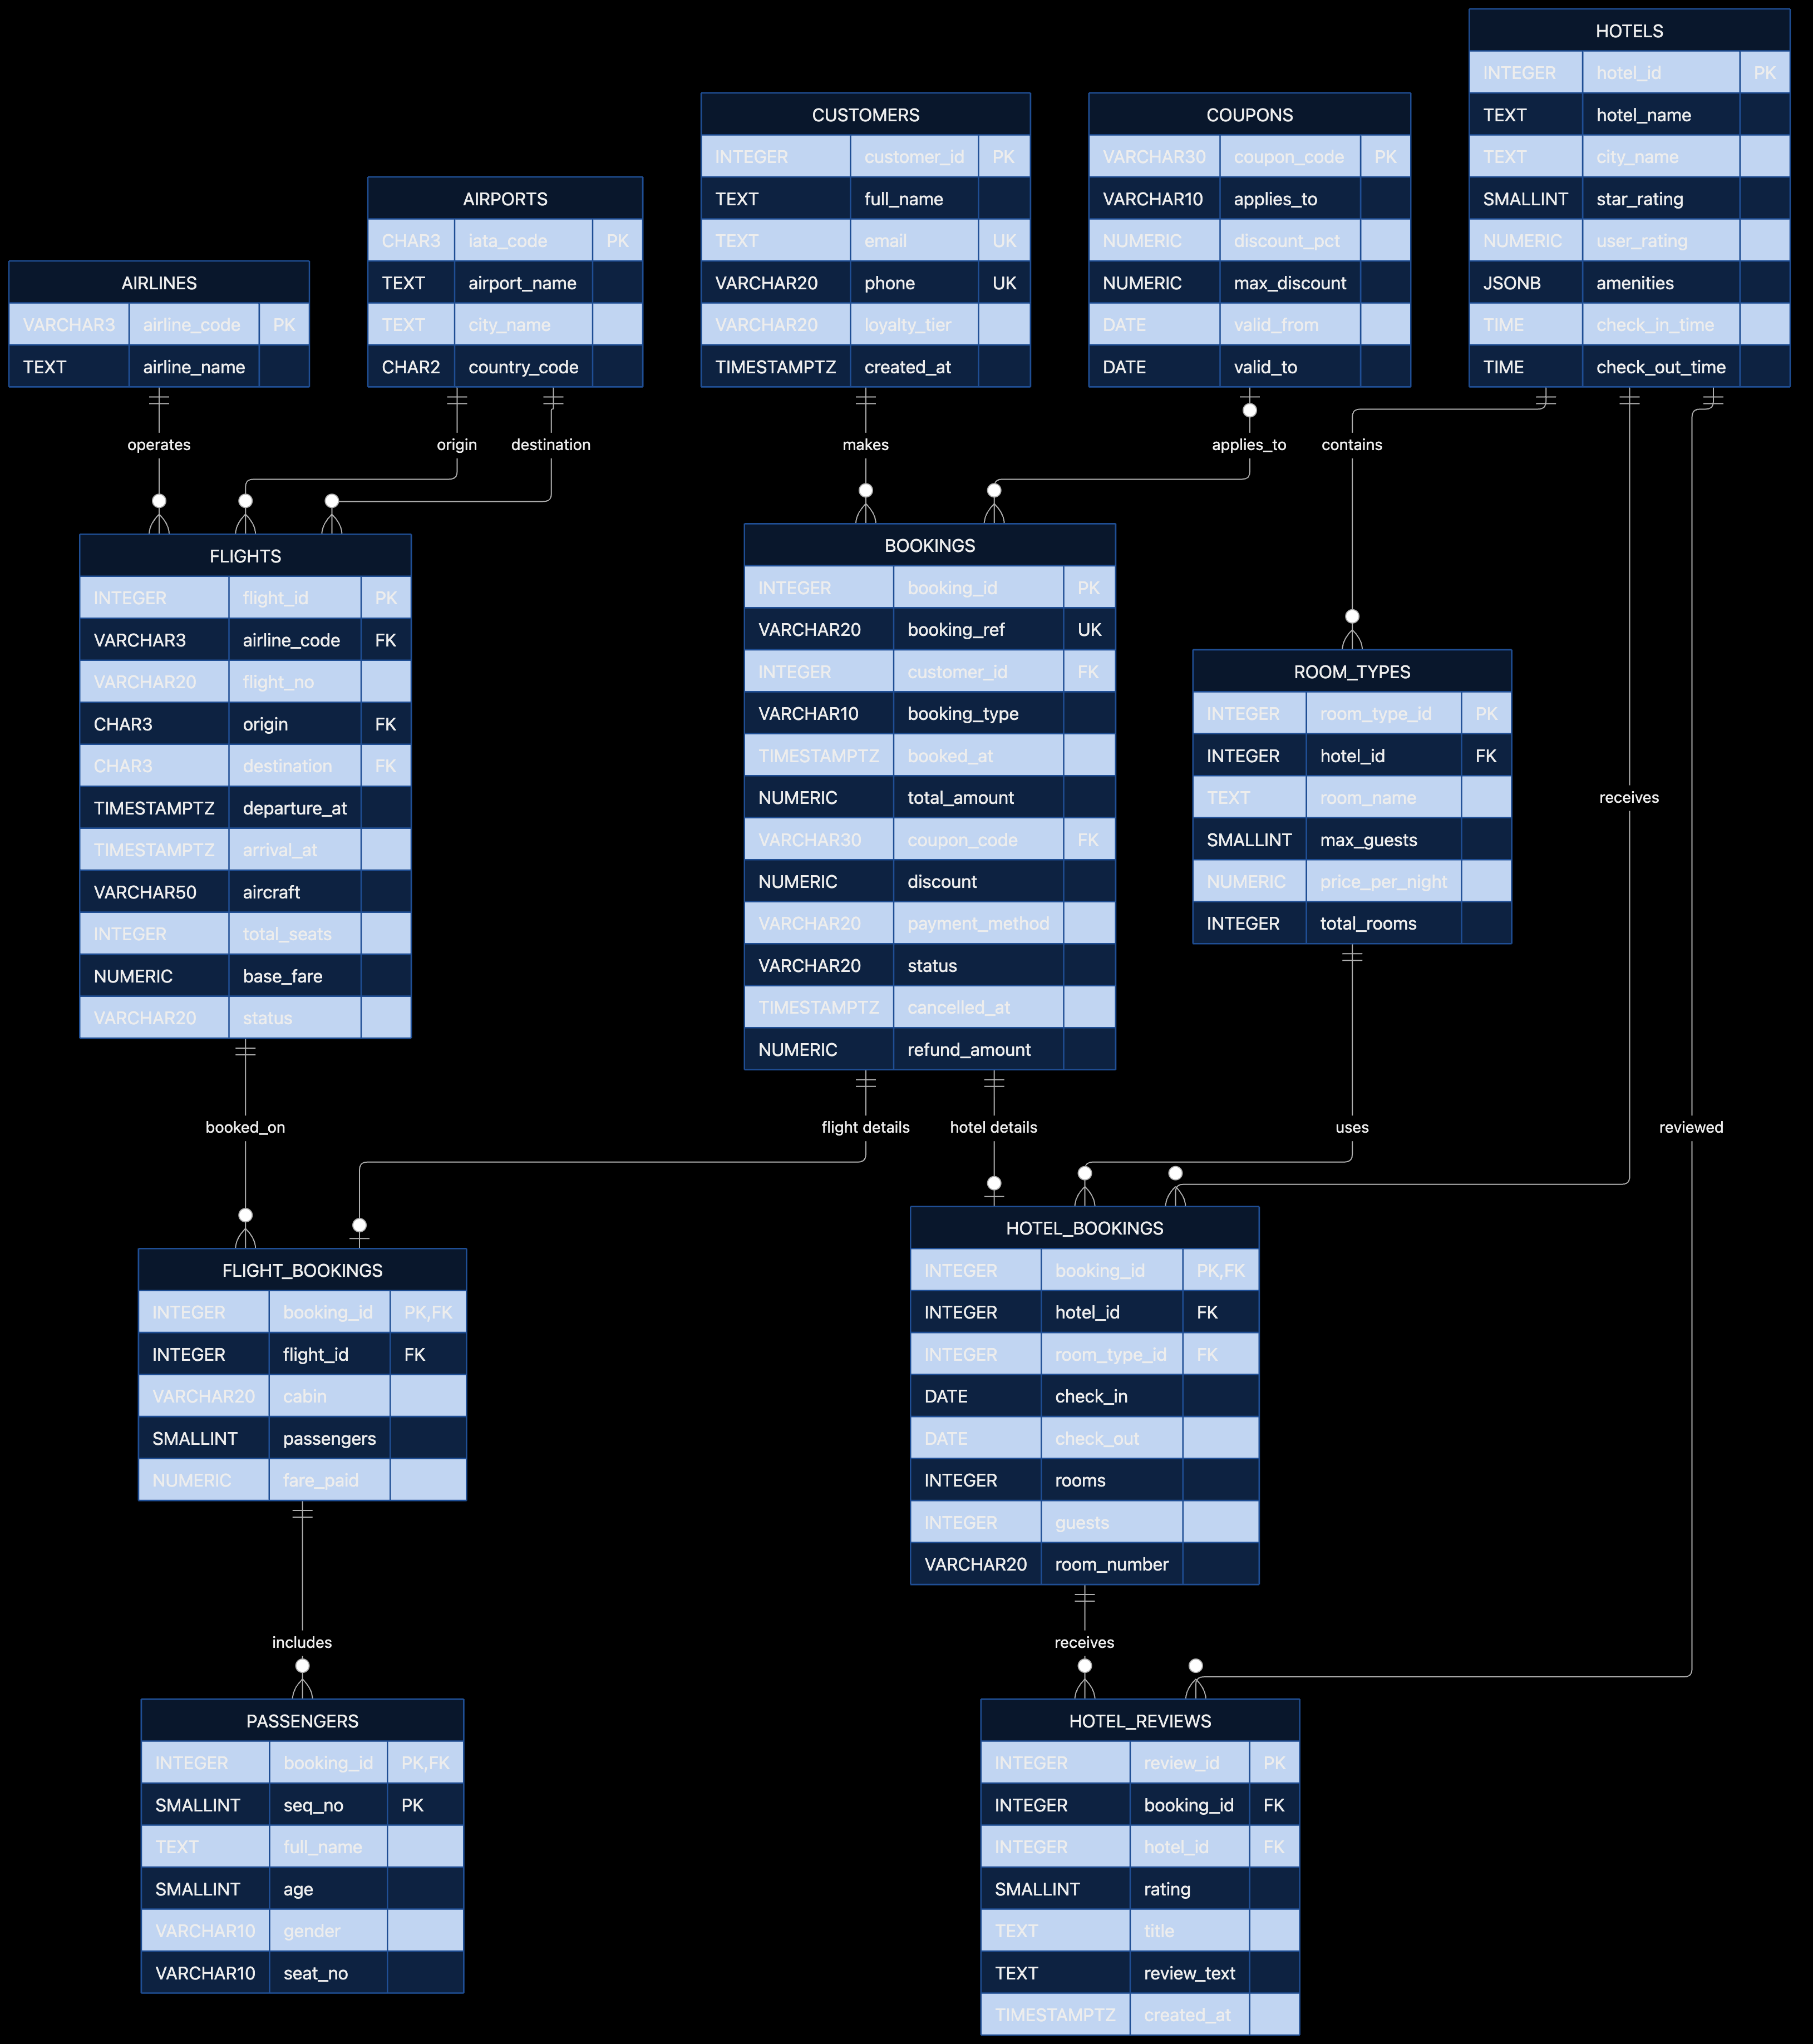 HOTELS
INTEGER hotel_id PK
TEXT hotel_name
TEXT city_name
SMALLINT star_rating
NUMERIC user_rating
JSONB amenities
TIME check_in_time
TIME check_out_time
CUSTOMERS
INTEGER customer_id PK
TEXT full_name
TEXT email UK
VARCHAR20 phone UK
VARCHAR20 loyalty_tier
TIMESTAMPTZ created_at
COUPONS
VARCHAR30 coupon_code PK
VARCHAR10 applies_to
NUMERIC discount_pct
NUMERIC max_discount
DATE valid_from
DATE valid_to
AIRPORTS
CHAR3 iata_code PK
TEXT airport_name
TEXT city_name
CHAR2 country_code
AIRLINES
VARCHAR3 airline_code PK
TEXT airline_name
operates
origin
destination
makes
applies_to
contains
FLIGHTS
INTEGER flight_id PK
VARCHAR3 airline_code FK
VARCHAR20 flight_no
CHAR3 origin FK
CHAR3 destination FK
TIMESTAMPTZ departure_at
TIMESTAMPTZ arrival_at
VARCHAR50 aircraft
INTEGER total_seats
NUMERIC base_fare
VARCHAR20 status
BOOKINGS
INTEGER booking_id PK
VARCHAR20 booking_ref UK
INTEGER customer_id FK
VARCHAR10 booking_type
TIMESTAMPTZ booked_at
NUMERIC total_amount
VARCHAR30 coupon_code FK
NUMERIC discount
VARCHAR20 payment_method
VARCHAR20 status
TIMESTAMPTZ cancelled_at
NUMERIC refund_amount
ROOM_TYPES
INTEGER room_type_id PK
INTEGER hotel_id FK
TEXT room_name
SMALLINT max_guests
NUMERIC price_per_night
INTEGER total_rooms
receives
booked_on
flight details
hotel details
uses
reviewed
FLIGHT_BOOKINGS
INTEGER booking_id PK,FK
INTEGER flight_id FK
VARCHAR20 cabin
SMALLINT passengers
NUMERIC fare_paid
HOTEL_BOOKINGS
INTEGER booking_id PK,FK
INTEGER hotel_id FK
INTEGER room_type_id FK
DATE check_in
DATE check_out
INTEGER rooms
INTEGER guests
VARCHAR20 room_number
includes
receives
PASSENGERS
INTEGER booking_id PK,FK
SMALLINT seq_no PK
TEXT full_name
SMALLINT age
VARCHAR10 gender
VARCHAR10 seat_no
HOTEL_REVIEWS
INTEGER review_id PK
INTEGER booking_id FK
INTEGER hotel_id FK
SMALLINT rating
TEXT title
TEXT review_text
TIMESTAMPTZ created_at